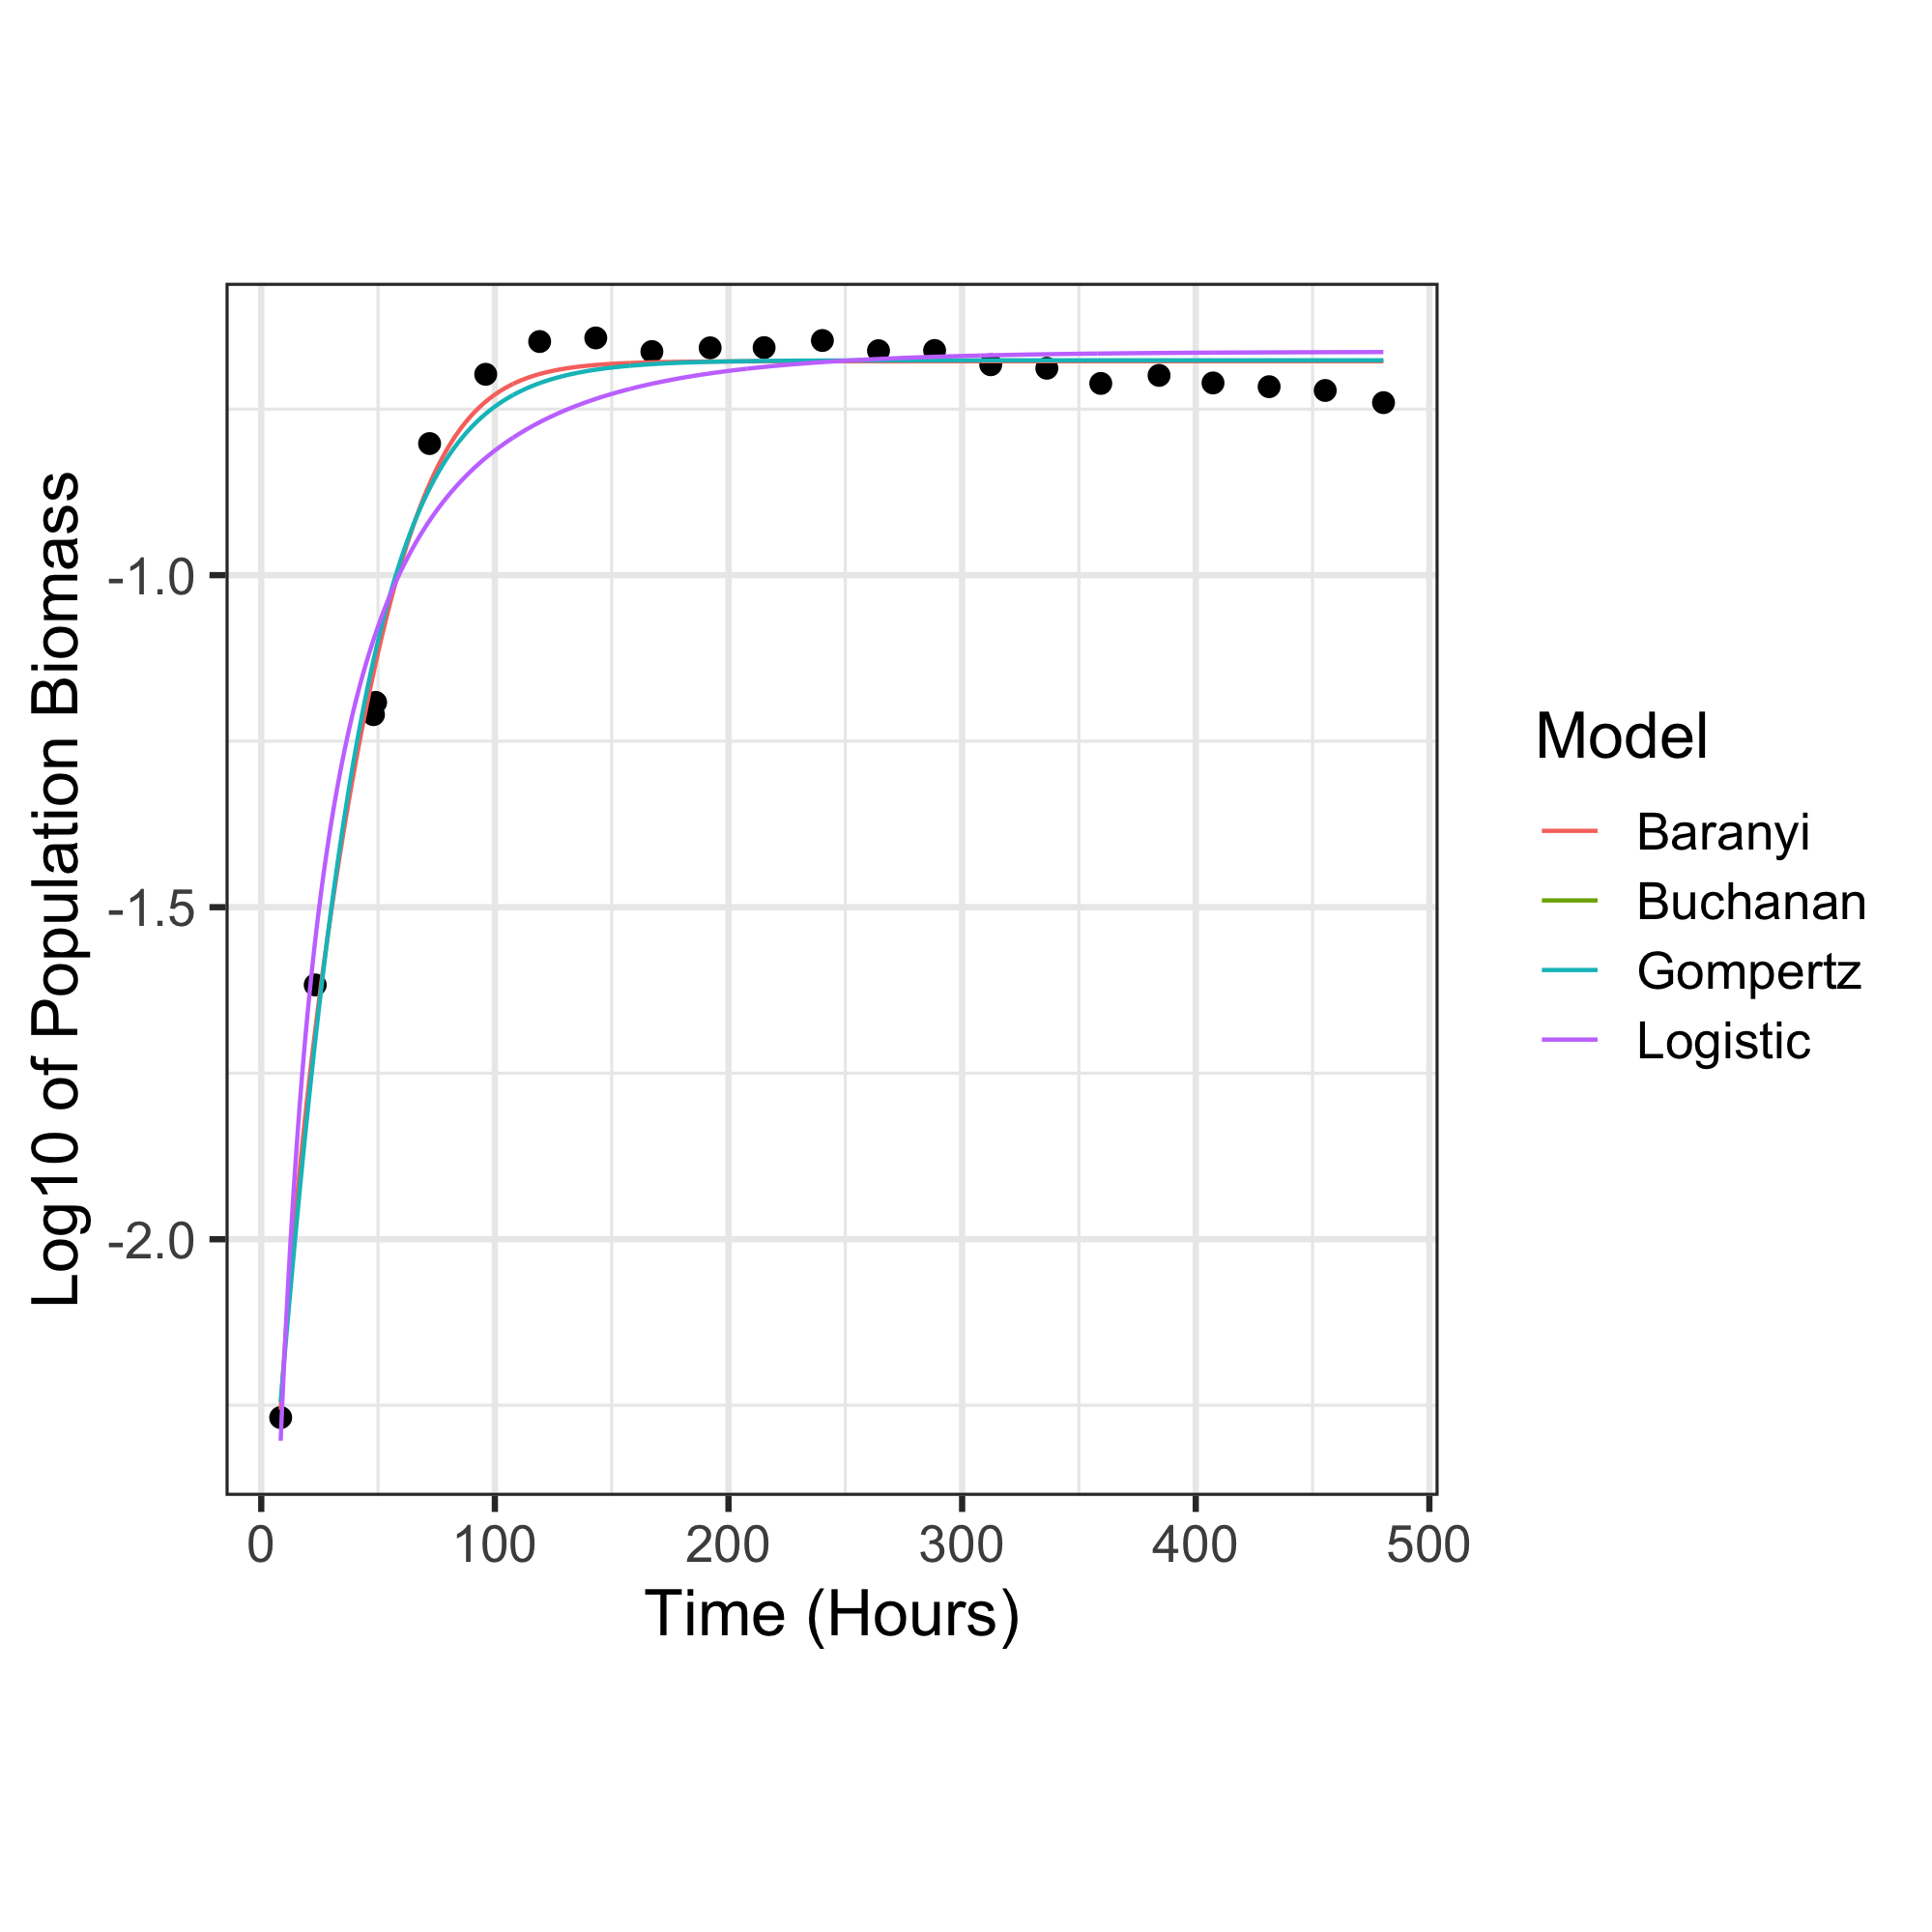 Log10 of Population Biomass
-1.0
-1.5
-2.0
0 100 200 300 400 500
Time (Hours)
Model
Baranyi
Buchanan
Gompertz
Logistic